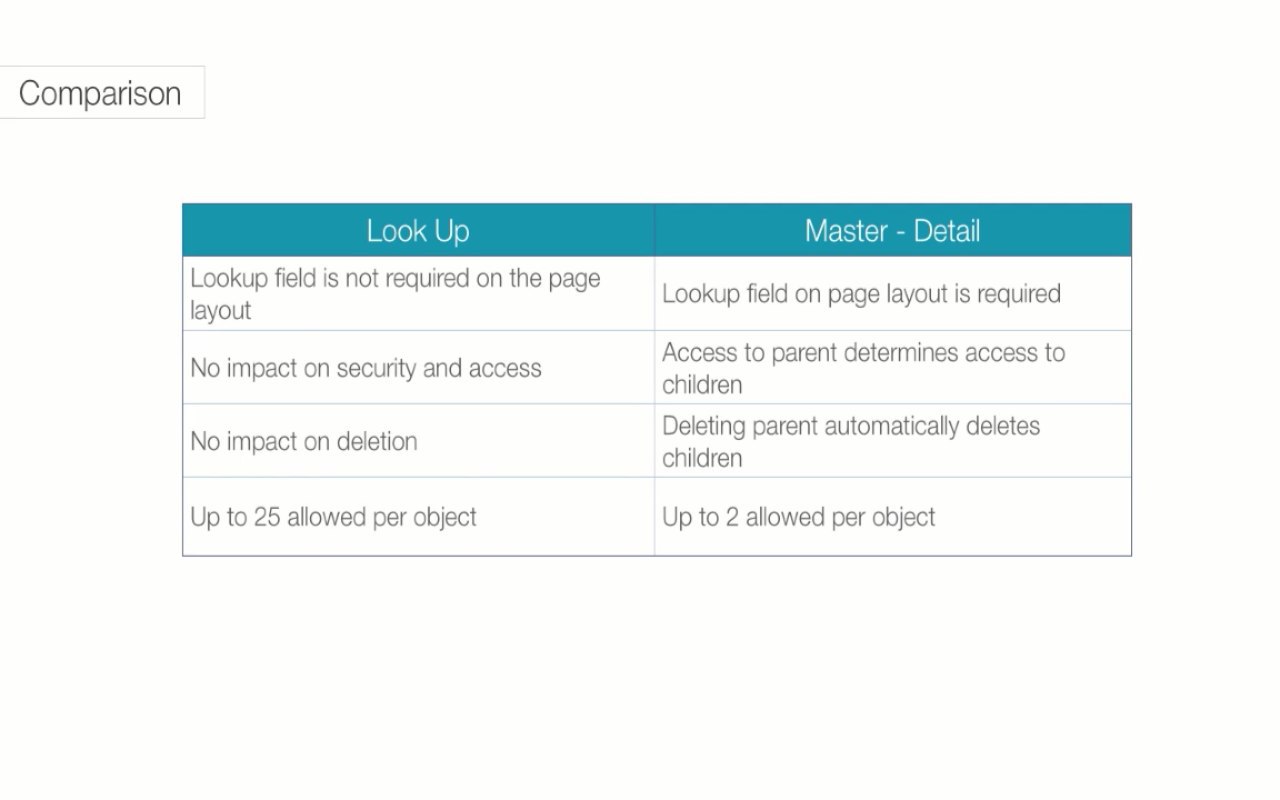 Comparison
Look Up
Master - Detail
Lookup field is not required on the page
layout
Lookup field on page layout is required
No impact on security and access
Access to parent determines access to
children
No impact on deletion
Deleting parent automatically deletes
children
Up to 25 allowed per object
Up to 2 allowed per object